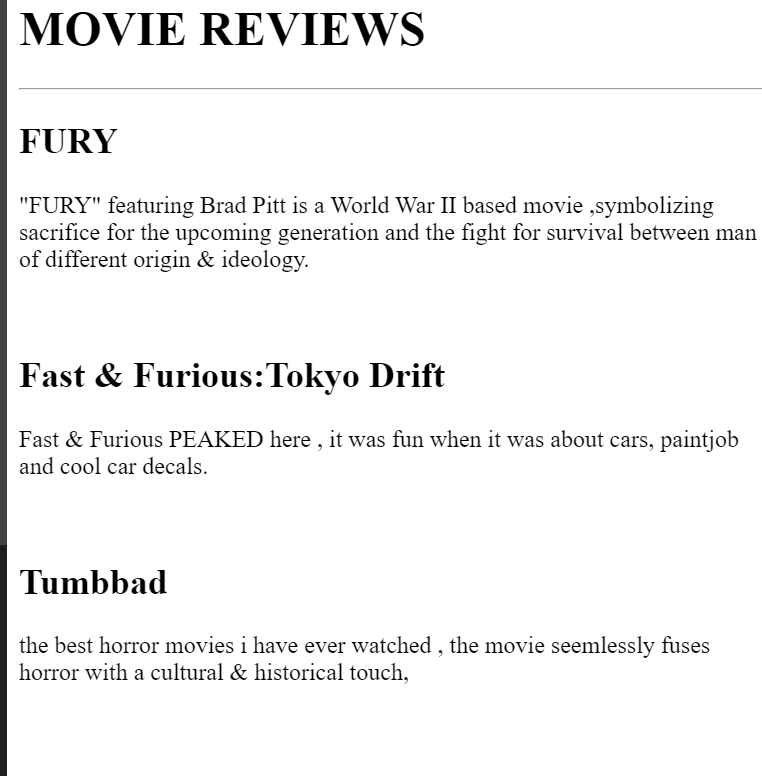 MOVIE REVIEWS
FURY
"FURY" featuring Brad Pitt is a World War II based movie ,symbolizing
sacrifice for the upcoming generation and the fight for survival between man
of different origin & ideology.
Fast & Furious:Tokyo Drift
Fast & Furious PEAKED here , it was fun when it was about cars, paintjob
and cool car decals.
Tumbbad
the best horror movies i have ever watched , the movie seemlessly fuses
horror with a cultural & historical touch,